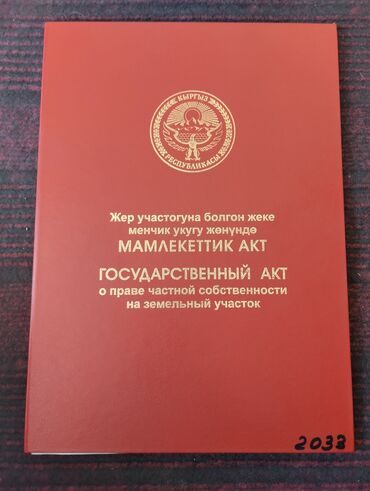 КЫРГЫЗ
РЕСПУБЛИКАСЫ
Жер участогуна болгон жеке
менчик укугу жөнүндө
МАМЛЕКЕТТИК АКТ
ГОСУДАРСТВЕННЫЙ АКТ
о праве частной собственности
на земельный участок
2033